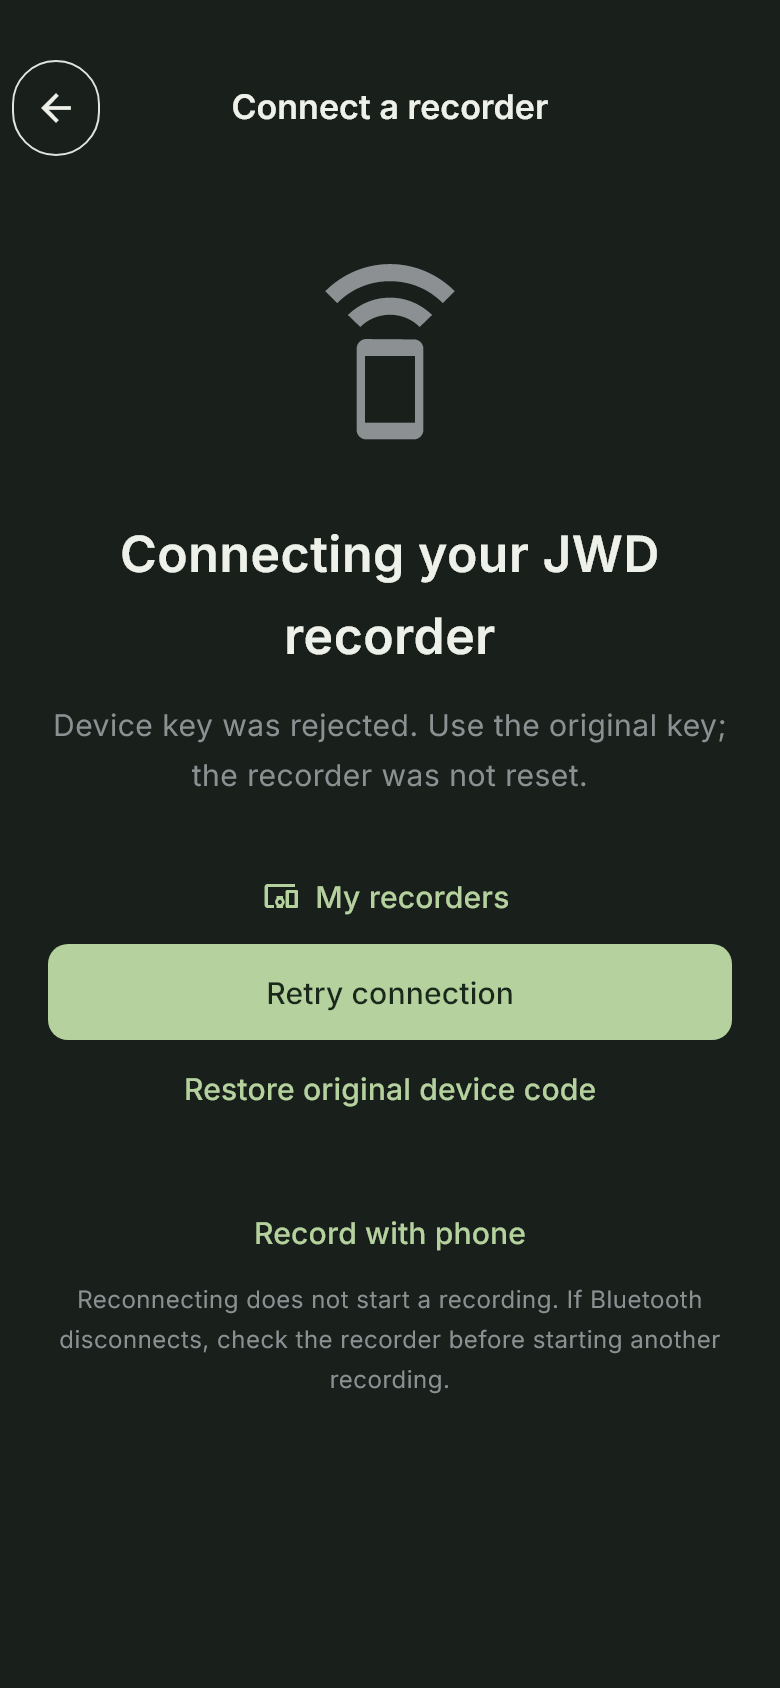 Connect a recorder
Connecting your JWD
recorder
Device key was rejected. Use the original key;
the recorder was not reset.
My recorders
Retry connection
Restore original device code
Record with phone
Reconnecting does not start a recording. If Bluetooth
disconnects, check the recorder before starting another
recording.